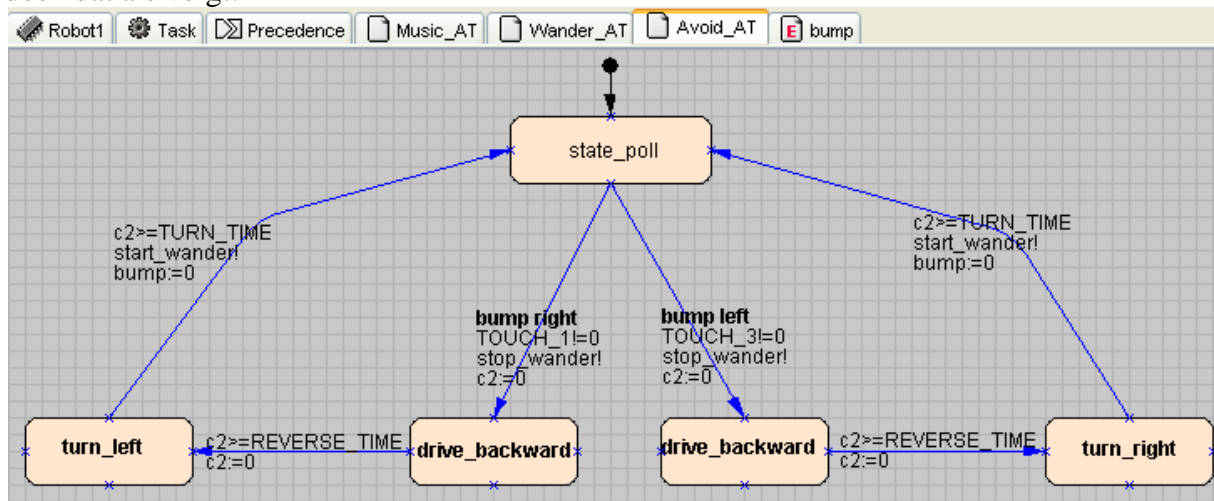 Robot1 Task Precedence Music_AT Wander_AT Avoid_AT E bump
state_poll
c2>=TURN_TIME
start_wander!
bump:=0
c2>=TURN_TIME
start_wander!
bump:=0
bump right
TOUCH_1!=0
stop_wander!
c2:=0
bump left
TOUCH_3!=0
stop_wander!
c2:=0
turn_left
c2>=REVERSE_TIME
c2:=0
drive_backward
drive_backward
c2>=REVERSE_TIME
c2:=0
turn_right